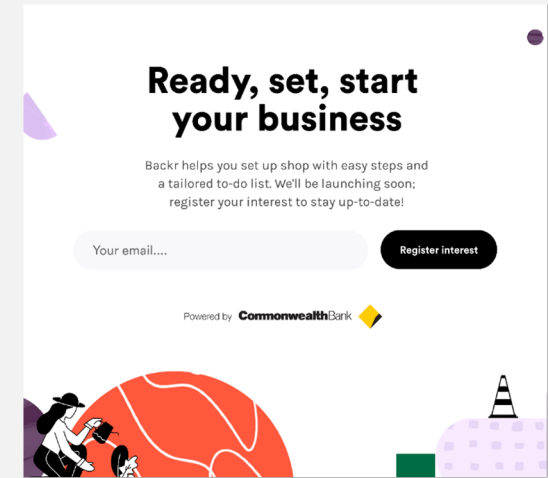 Ready, set, start
your business
Backr helps you set up shop with easy steps and
a tailored to-do list. We'll be launching soon;
register your interest to stay up-to-date!
Your email....
Register interest
Powered by CommonwealthBank